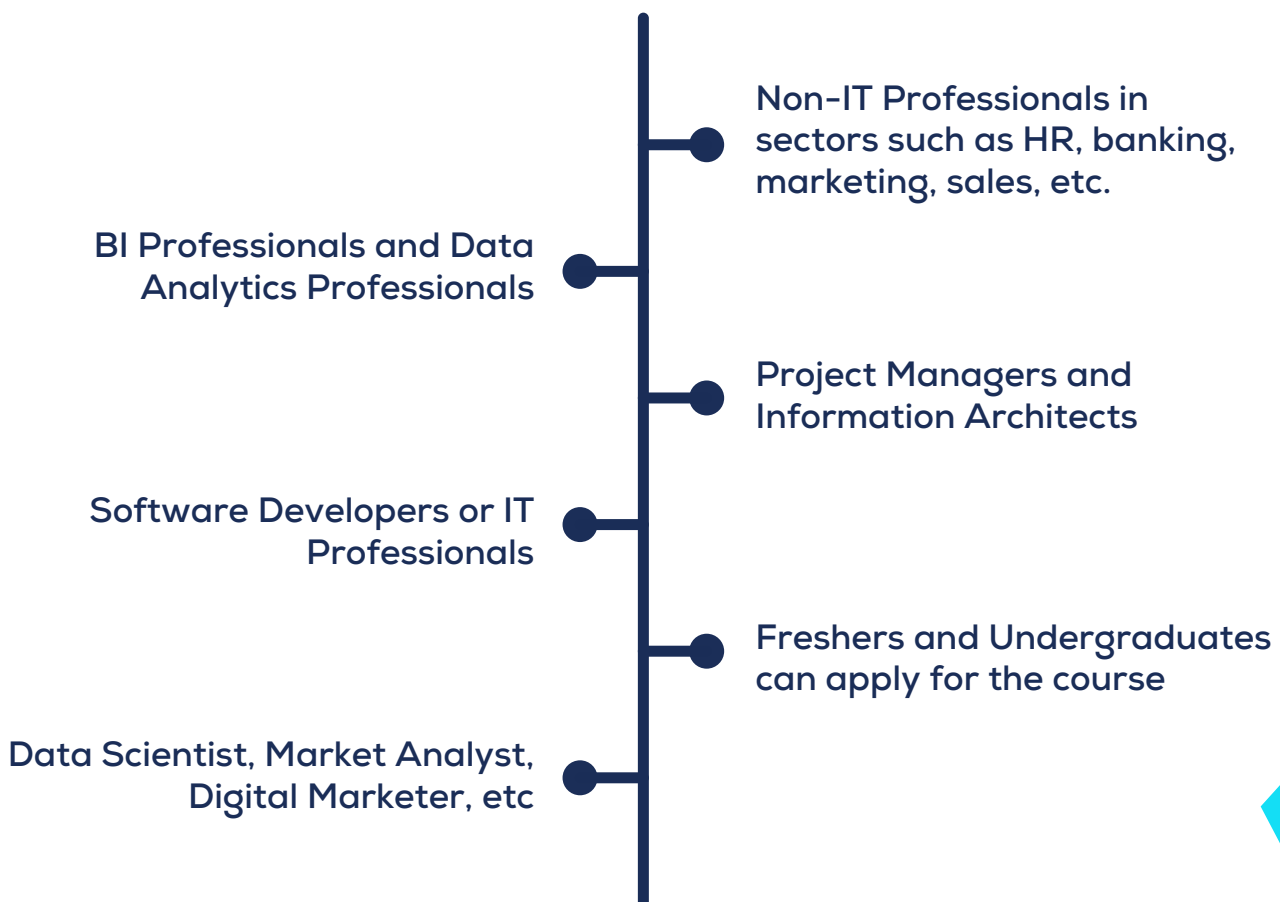 Non-IT Professionals in
sectors such as HR, banking,
marketing, sales, etc.
BI Professionals and Data
Analytics Professionals
Project Managers and
Information Architects
Software Developers or IT
Professionals
Freshers and Undergraduates
can apply for the course
Data Scientist, Market Analyst,
Digital Marketer, etc